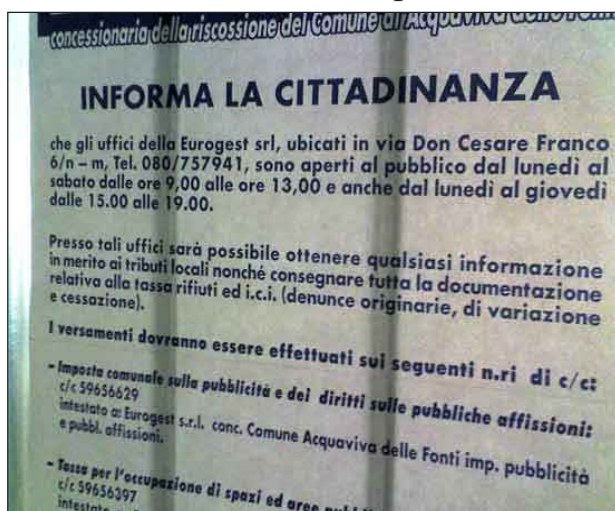 concessionaria della riscossione del Comune di Acquaviva delle
INFORMA LA CITTADINANZA
che gli uffici della Eurogest srl, ubicati in via Don Cesare Franco
6/n – m, Tel. 080/757941, sono aperti al pubblico dal lunedì al
sabato dalle ore 9,00 alle ore 13,00 e anche dal lunedì al giovedì
dalle 15.00 alle 19.00.
Presso tali uffici sarà possibile ottenere qualsiasi informazione
in merito ai tributi locali nonché consegnare tutta la documentazione
relativa alla tassa rifiuti ed i.c.i. (denunce originarie, di variazione
e cessazione).
I versamenti dovranno essere effettuati sui seguenti n.ri di c/c:
- Imposta comunale sulla pubblicità e dei diritti sulle pubbliche affissioni:
c/c 59656629
intestato a: Eurogest s.r.l. conc. Comune Acquaviva delle Fonti imp. pubblicità
e pubbl. affissioni.
- Tassa per l'occupazione di spazi ed aree
c/c 59656397
intestato